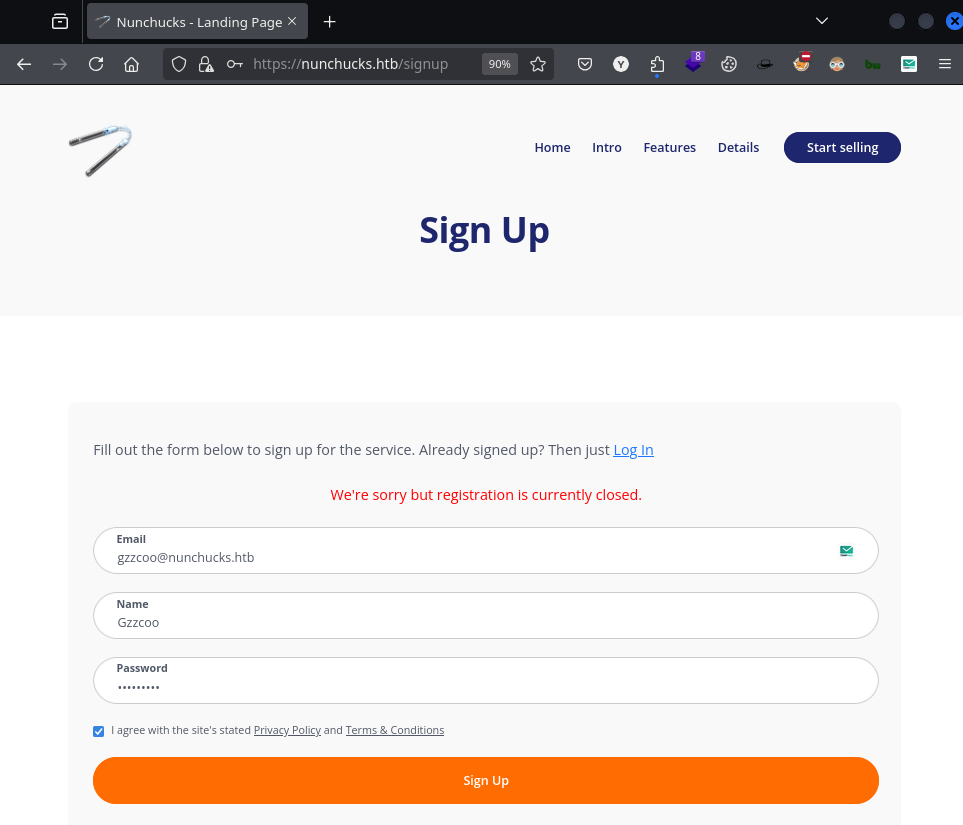 Nunchucks - Landing Page
https://nunchucks.htb/signup 90% Y 8
Home Intro Features Details Start selling
Sign Up
Fill out the form below to sign up for the service. Already signed up? Then just Log In
We're sorry but registration is currently closed.
Email
gzzcoo@nunchucks.htb
Name
Gzzcoo
Password
•••••••••
I agree with the site's stated Privacy Policy and Terms & Conditions
Sign Up